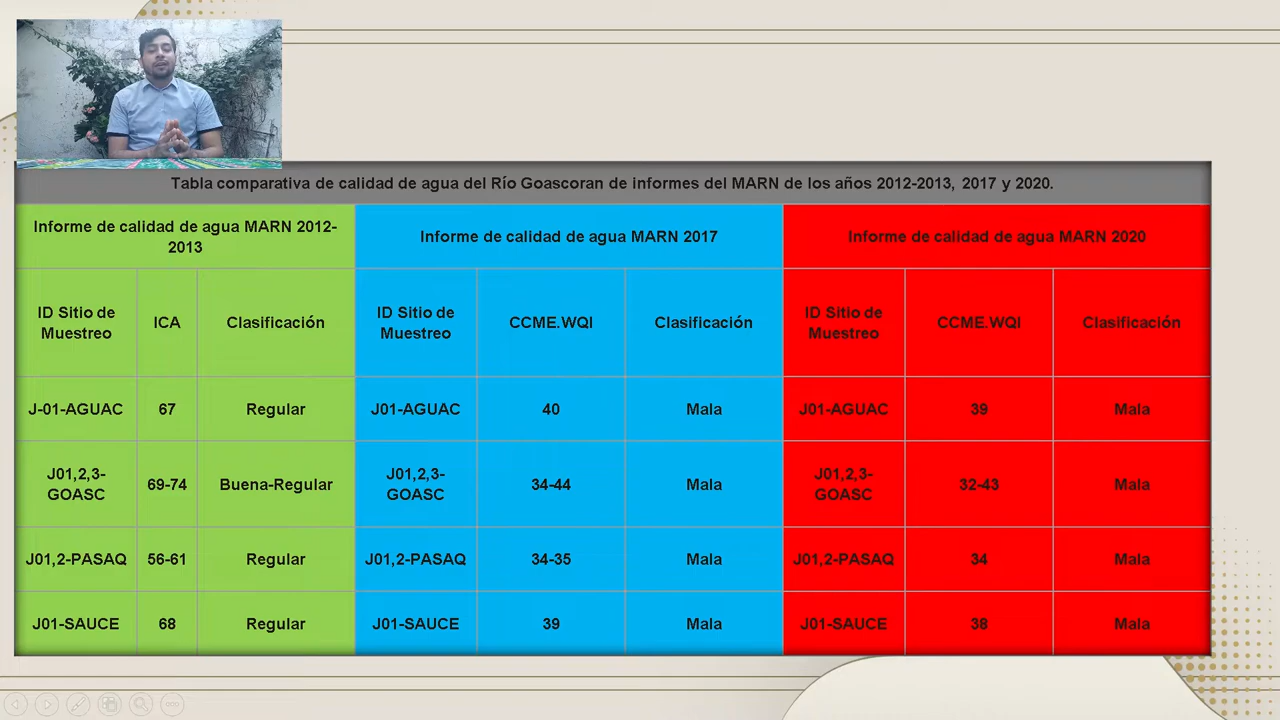 Tabla comparativa de calidad de agua del Río Goascoran de informes del MARN de los años 2012-2013, 2017 y 2020.
Informe de calidad de agua MARN 2012-
2013
Informe de calidad de agua MARN 2017
Informe de calidad de agua MARN 2020
ID Sitio de
Muestreo
ICA
Clasificación
ID Sitio de
Muestreo
CCME.WQI
Clasificación
ID Sitio de
Muestreo
CCME.WQI
Clasificación
J-01-AGUAC
67
Regular
J01-AGUAC
40
Mala
J01-AGUAC
39
Mala
J01,2,3-
GOASC
69-74
Buena-Regular
J01,2,3-
GOASC
34-44
Mala
J01,2,3-
GOASC
32-43
Mala
J01,2-PASAQ
56-61
Regular
J01,2-PASAQ
34-35
Mala
J01,2-PASAQ
34
Mala
J01-SAUCE
68
Regular
J01-SAUCE
39
Mala
J01-SAUCE
38
Mala